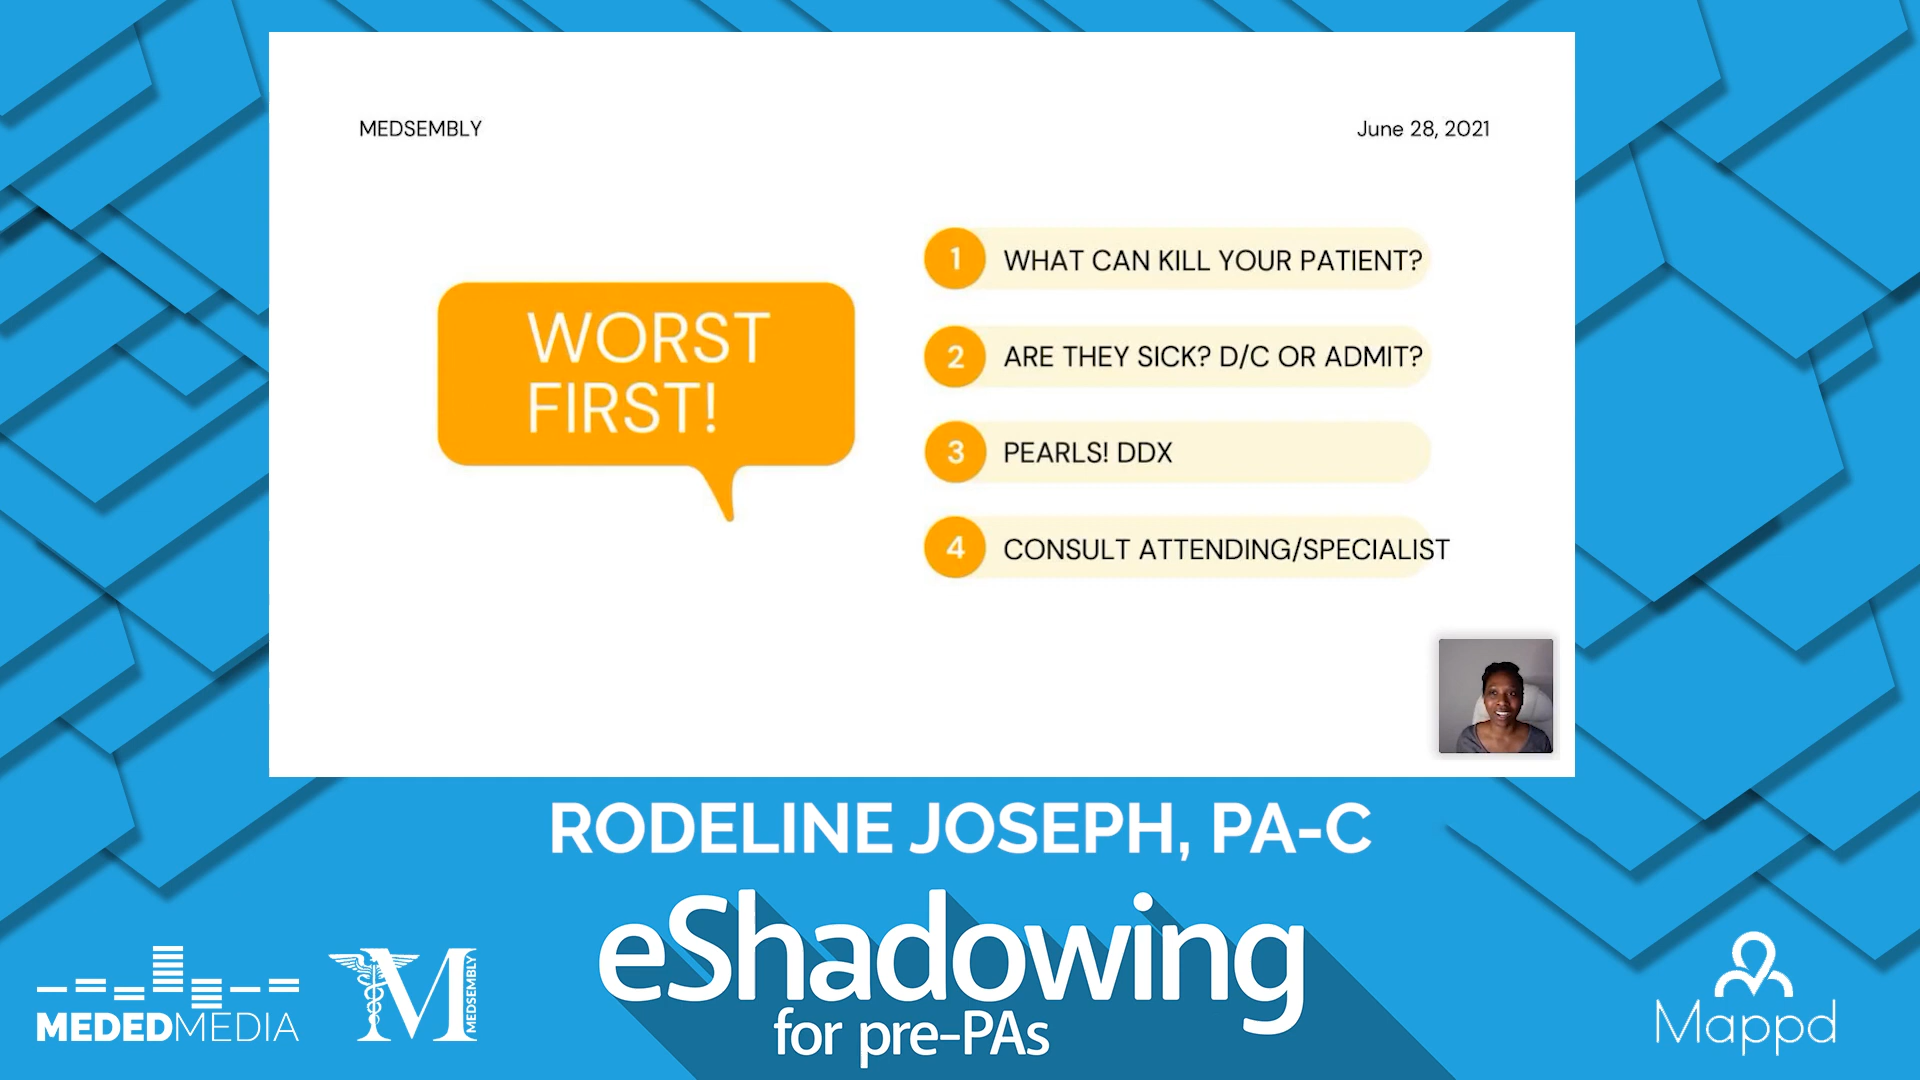 MEDSEMBLY
June 28, 2021
WORST
FIRST!
1 WHAT CAN KILL YOUR PATIENT?
2 ARE THEY SICK? D/C OR ADMIT?
3 PEARLS! DDX
4 CONSULT ATTENDING/SPECIALIST
RODELINE JOSEPH, PA-C
eShadowing
for pre-PAs
MEDEDMEDIA
M MEDSEMBLY
Mappd